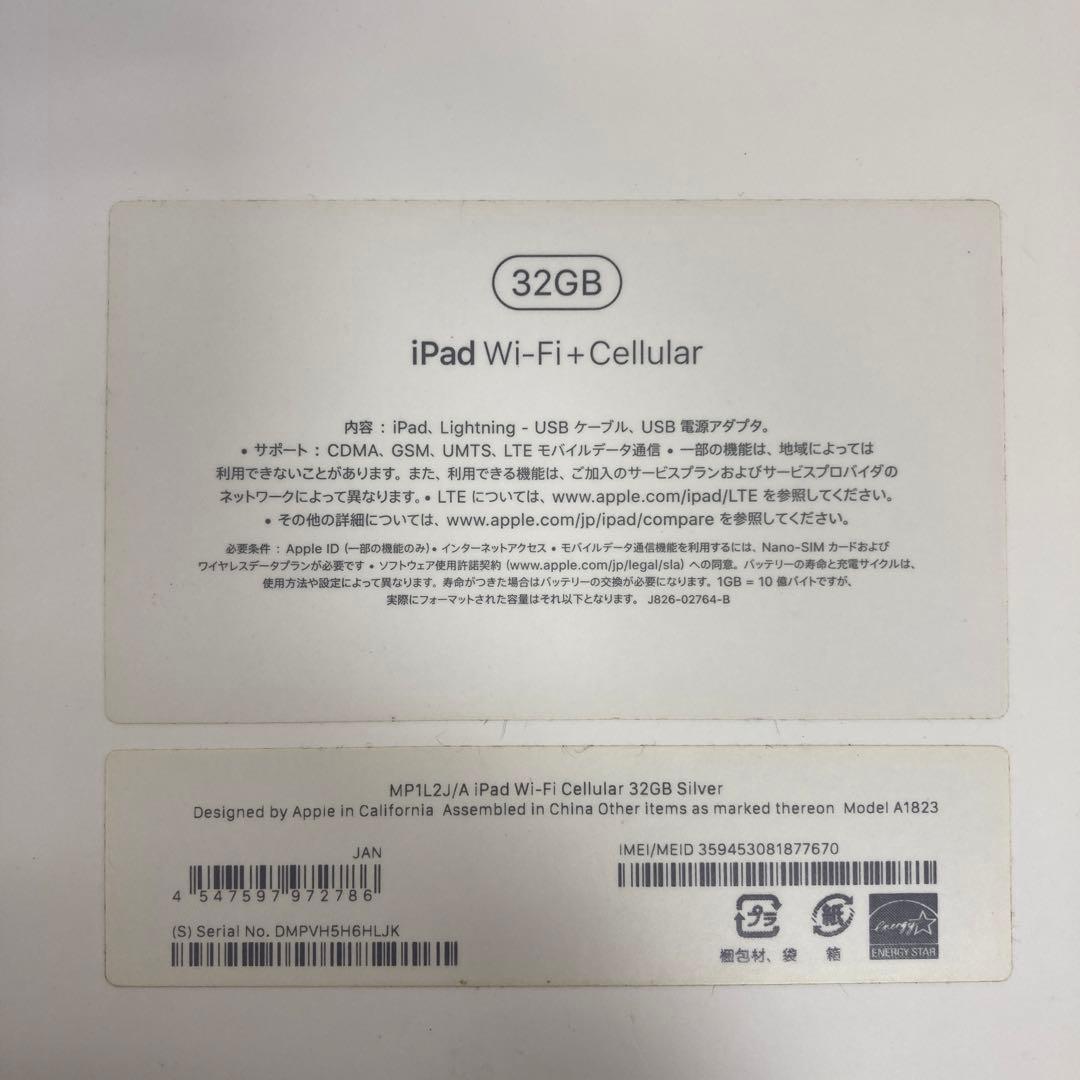 32GB
iPad Wi-Fi + Cellular
内容 : iPad、Lightning - USB ケーブル、USB 電源アダプタ。
• サポート : CDMA、GSM、UMTS、LTE モバイルデータ通信 • 一部の機能は、地域によっては
利用できないことがあります。また、利用できる機能は、ご加入のサービスプランおよびサービスプロバイダの
ネットワークによって異なります。• LTE については、www.apple.com/ipad/LTE を参照してください。
• その他の詳細については、www.apple.com/jp/ipad/compare を参照してください。
必要条件 : Apple ID (一部の機能のみ) • インターネットアクセス • モバイルデータ通信機能を利用するには、Nano-SIM カードおよび
ワイヤレスデータプランが必要です • ソフトウェア使用許諾契約 (www.apple.com/jp/legal/sla) への同意。バッテリーの寿命と充電サイクルは、
使用方法や設定によって異なります。寿命がつきた場合はバッテリーの交換が必要になります。1GB = 10 億バイトですが、
実際にフォーマットされた容量はそれ以下となります。 J826-02764-B
MP1L2J/A iPad Wi-Fi Cellular 32GB Silver
Designed by Apple in California Assembled in China Other items as marked thereon Model A1823
JAN
4 547597 972786
(S) Serial No. DMPVH5H6HLJK
IMEI/MEID 359453081877670
プラ 紙 energy
梱包材、袋 箱 ENERGY STAR